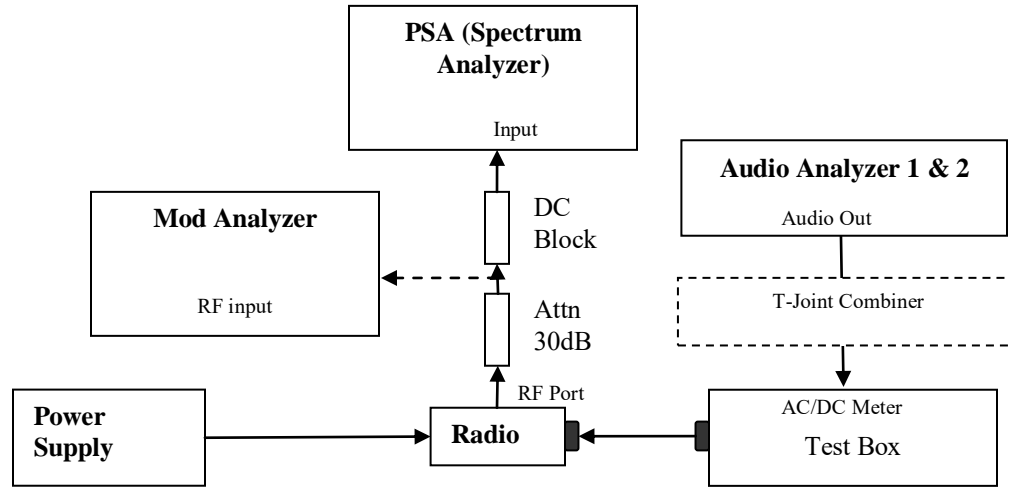 PSA (Spectrum
Analyzer)
Input
Audio Analyzer 1 & 2
Audio Out
Mod Analyzer
RF input
DC
Block
T-Joint Combiner
Attn
30dB
RF Port
Power
Supply
Radio
AC/DC Meter
Test Box